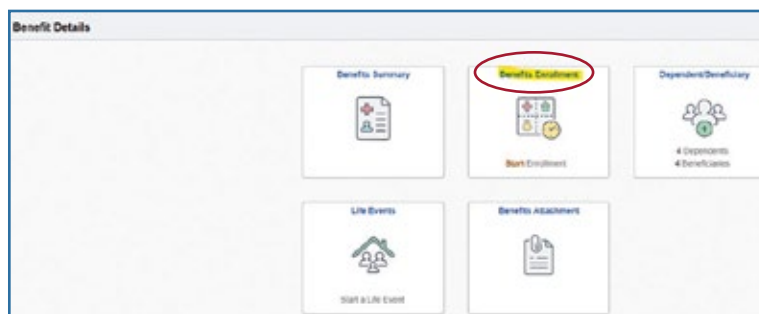 Benefit Details
Benefits Summary
Benefits Enrollment
Dependent/Beneficiary
Start Enrollment
4 Dependents
4 Beneficiaries
Life Events
Benefits Attachment
Start a Life Event